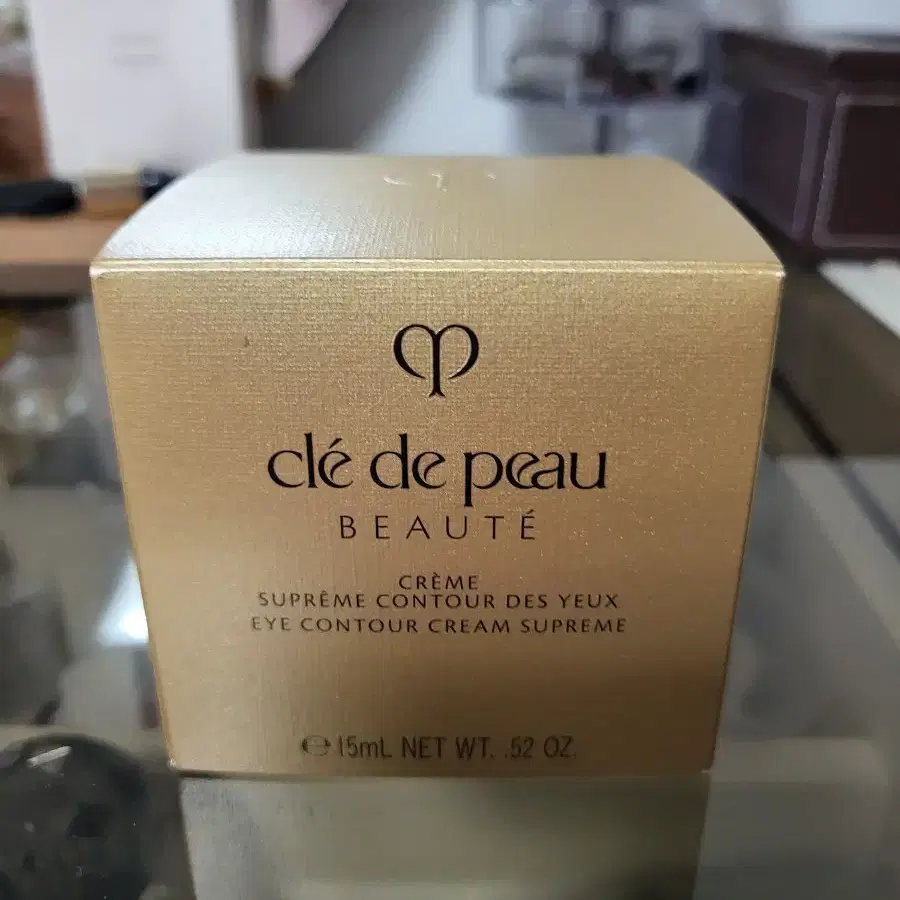 clé de peau
BEAUTÉ
CRÈME
SUPRÊME CONTOUR DES YEUX
EYE CONTOUR CREAM SUPREME
℮ 15mL NET WT. .52 OZ.